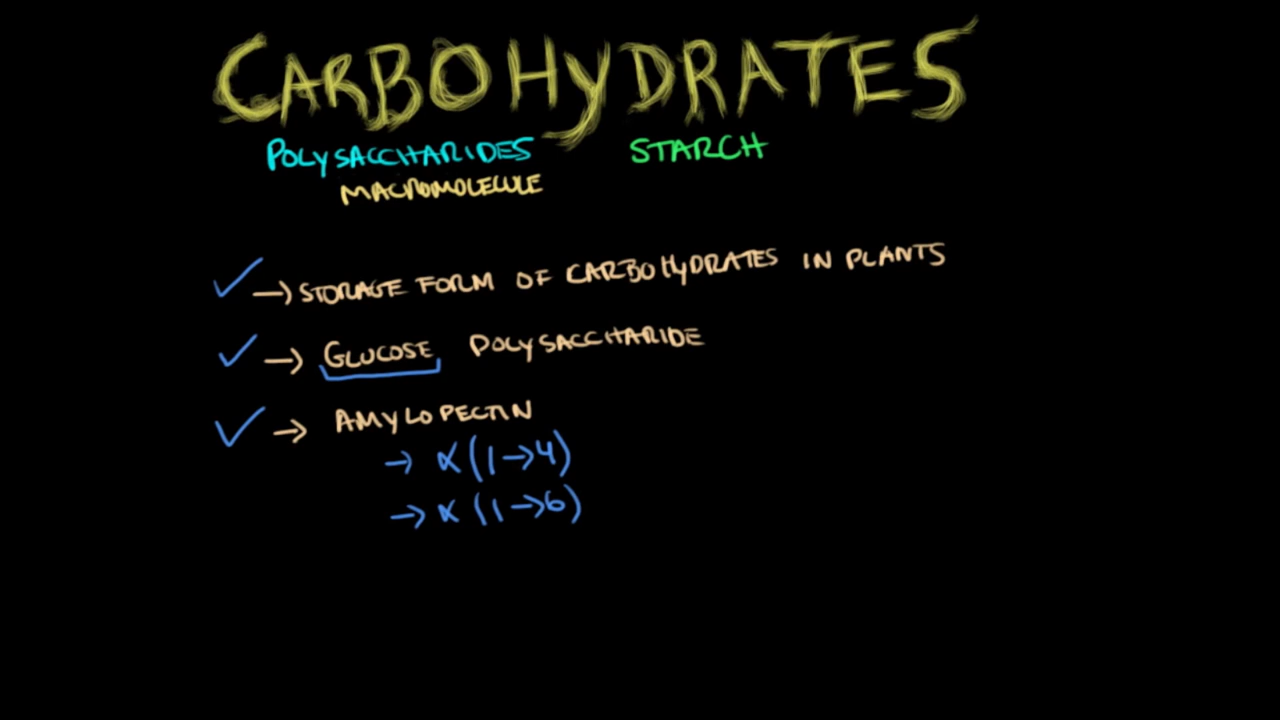 CARBOHYDRATES
POLYSACCHARIDES STARCH
MACROMOLECULE
→ STORAGE FORM OF CARBOHYDRATES IN PLANTS
→ GLUCOSE POLYSACCHARIDE
→ AMYLOPECTIN
→ α (1→4)
→ α (1→6)